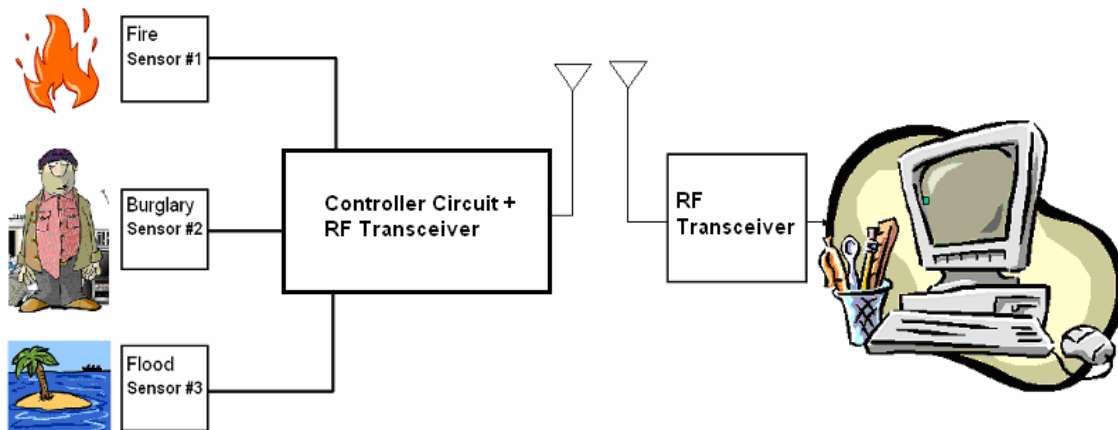 Fire
Sensor #1
Burglary
Sensor #2
Flood
Sensor #3
Controller Circuit +
RF Transceiver
RF
Transceiver